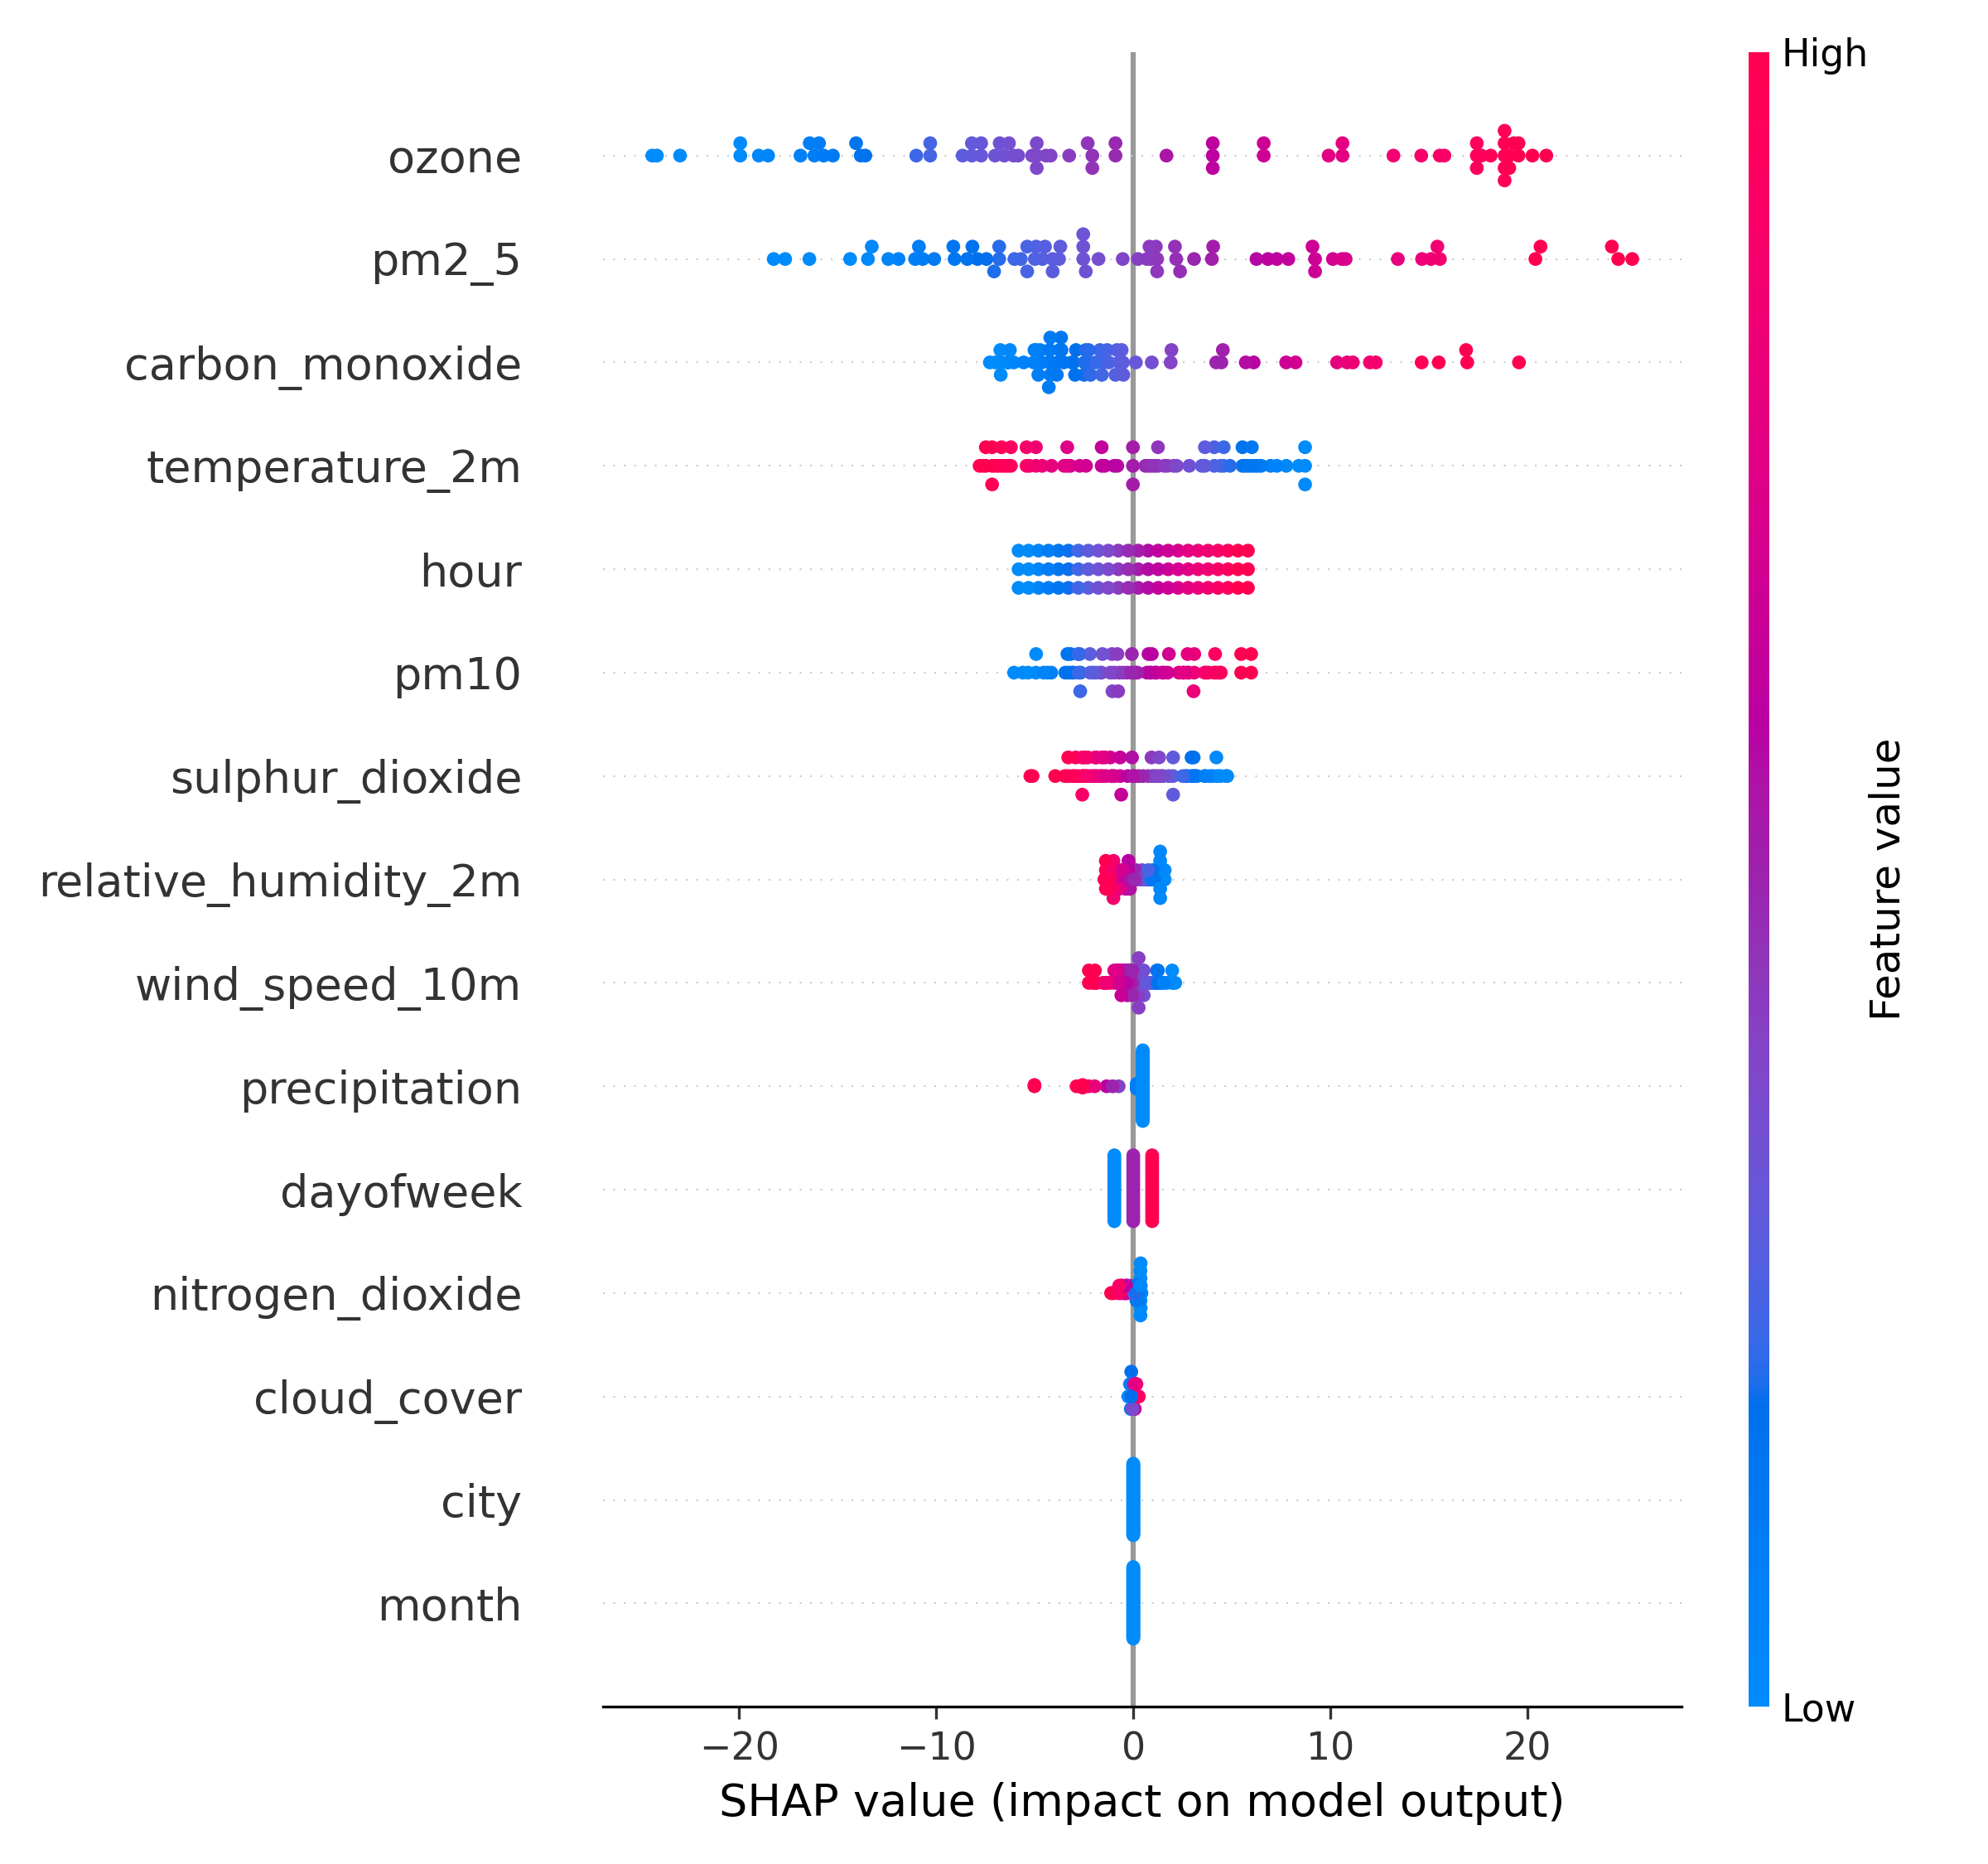 High
ozone
pm2_5
carbon_monoxide
temperature_2m
hour
pm10
sulphur_dioxide
relative_humidity_2m
wind_speed_10m
precipitation
dayofweek
nitrogen_dioxide
cloud_cover
city
month
Feature value
Low
−20
−10
0
10
20
SHAP value (impact on model output)